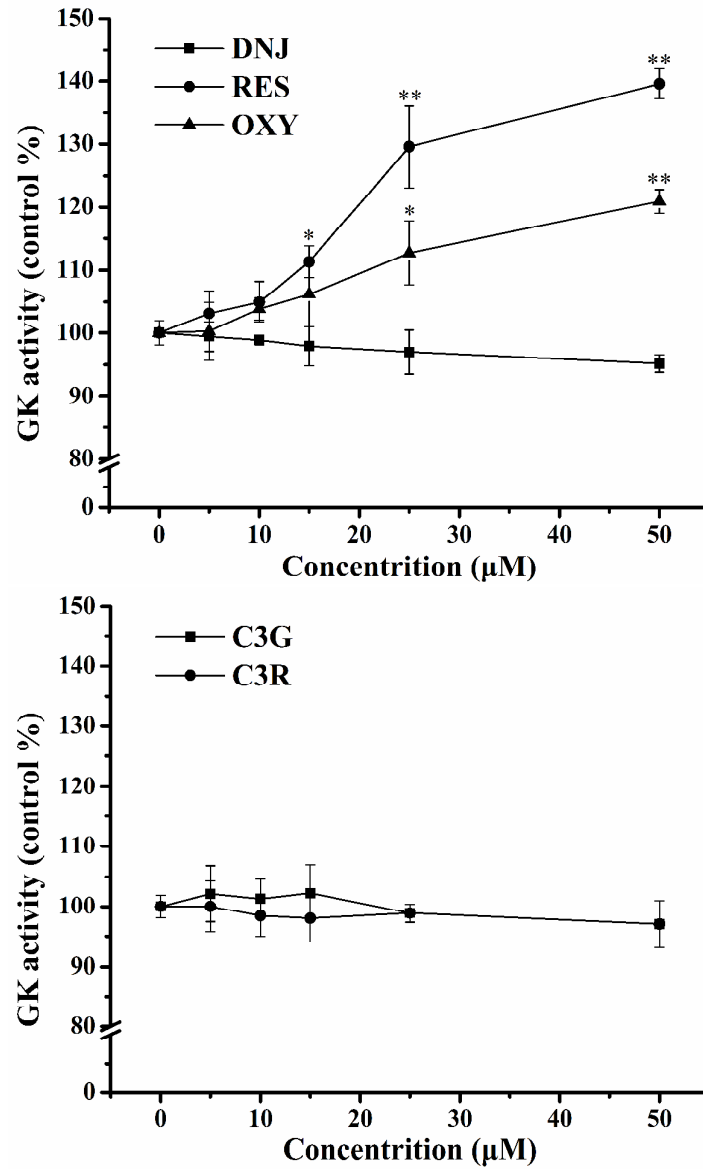 150
140
130
120
110
100
90
80
0
GK activity (control %)
DNJ
RES
OXY
*
**
**
*
**
0 10 20 30 40 50
Concentrition (μM)
150
140
130
120
110
100
90
80
0
GK activity (control %)
C3G
C3R
0 10 20 30 40 50
Concentrition (μM)